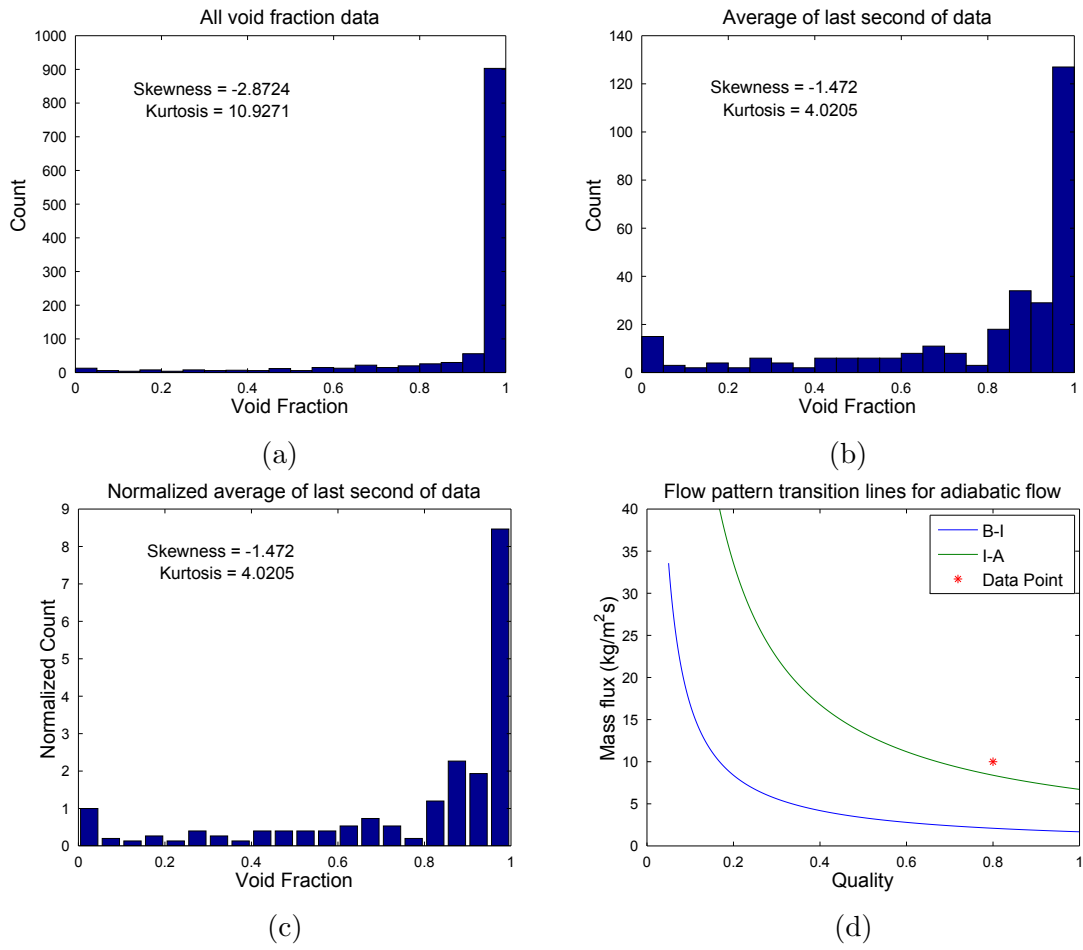 All void fraction data
1000
900
800
700
600
500
400
300
200
100
0
Count
Skewness = -2.8724
Kurtosis = 10.9271
0 0.2 0.4 0.6 0.8 1
Void Fraction
(a)
Average of last second of data
140
120
100
80
60
40
20
0
Count
Skewness = -1.472
Kurtosis = 4.0205
0 0.2 0.4 0.6 0.8 1
Void Fraction
(b)
Normalized average of last second of data
9
8
7
6
5
4
3
2
1
0
Normalized Count
Skewness = -1.472
Kurtosis = 4.0205
0 0.2 0.4 0.6 0.8 1
Void Fraction
(c)
Flow pattern transition lines for adiabatic flow
40
35
30
25
20
15
10
5
0
Mass flux (kg/m²s)
B-I
I-A
Data Point
0 0.2 0.4 0.6 0.8 1
Quality
(d)